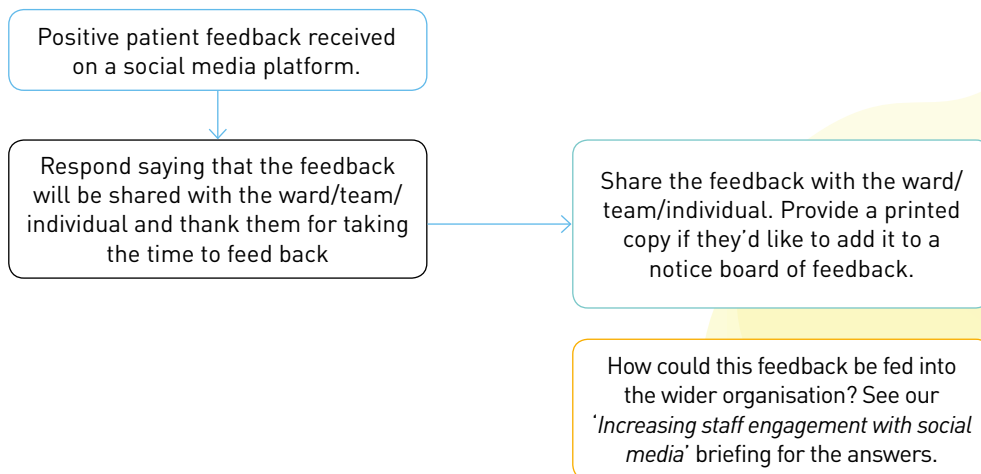 Positive patient feedback received
on a social media platform.
Respond saying that the feedback
will be shared with the ward/team/
individual and thank them for taking
the time to feed back
Share the feedback with the ward/
team/individual. Provide a printed
copy if they’d like to add it to a
notice board of feedback.
How could this feedback be fed into
the wider organisation? See our
‘Increasing staff engagement with social
media’ briefing for the answers.